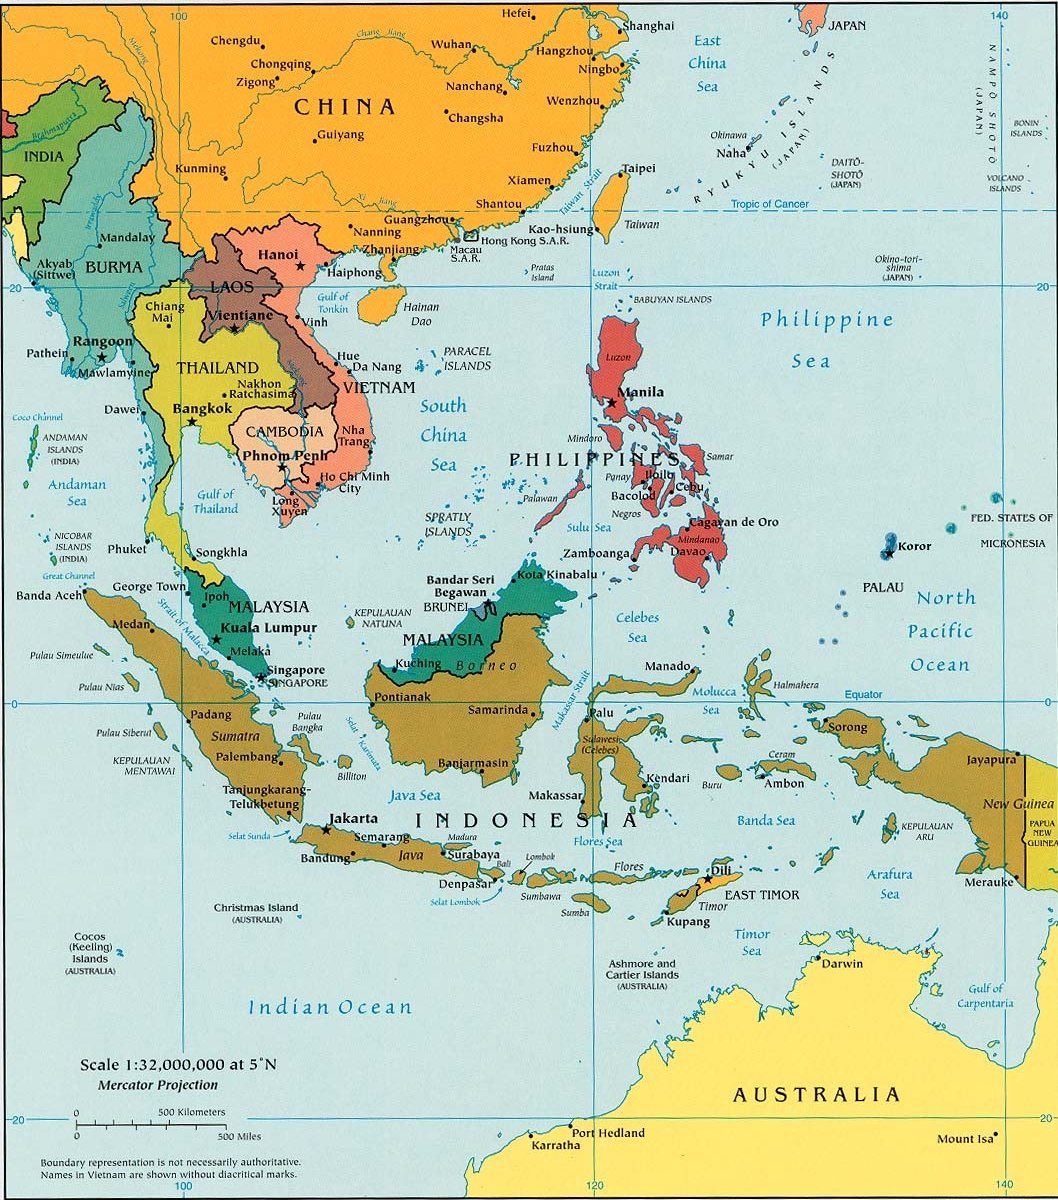 100
120
140
Hefei
Shanghai
JAPAN
Chengdu
Chang Jiang
Wuhan
Hangzhou
East
China
Sea
Chongqing
Ningbo
Zigong
Nanchang
Mekong
CHINA
Wenzhou
Changsha
NAMPŌ SHOTŌ
(JAPAN)
Brahmaputra
Guiyang
Okinawa
Naha
RYUKYU ISLANDS
(JAPAN)
BONIN
ISLANDS
INDIA
Fuzhou
Kunming
Xiamen
Taipei
DAITŌ-
SHOTŌ
(JAPAN)
VOLCANO
ISLANDS
Taiwan Strait
Xi Jiang
Shantou
Tropic of Cancer
Irrawaddy
Guangzhou
Nanning
Kao-hsiung
Taiwan
Mandalay
Hong Kong S.A.R.
Macau
S.A.R.
Zhanjiang
Hanoi
Akyab
(Sittwe)
BURMA
Haiphong
Pratas
Island
Luzon
Strait
Okino-tori-
shima
(JAPAN)
20
LAOS
Salween
Gulf of
Tonkin
Hainan
Dao
BABUYAN ISLANDS
Chiang
Mai
Vientiane
Vinh
Philippine
Sea
Rangoon
Pathein
Mawlamyine
Hue
Da Nang
PARACEL
ISLANDS
Luzon
THAILAND
Nakhon
Ratchasima
Mekong
VIETNAM
Manila
Dawei
Bangkok
South
China
Sea
Coco Channel
ANDAMAN
ISLANDS
(INDIA)
CAMBODIA
Nha
Trang
Mindoro
Phnom Penh
PHILIPPINES
Samar
Panay
Iloilo
Cebu
Bacolod
Andaman
Sea
Ho Chi Minh
City
Gulf of
Thailand
Long
Xuyen
Palawan
Negros
SPRATLY
ISLANDS
Sulu Sea
Cagayan de Oro
Mindanao
Davao
FED. STATES OF
MICRONESIA
NICOBAR
ISLANDS
(INDIA)
Phuket
Songkhla
Zamboanga
Koror
PALAU
Great Channel
Banda Aceh
George Town
Ipoh
MALAYSIA
Kota Kinabalu
Bandar Seri
Begawan
BRUNEI
North
Pacific
Ocean
Medan
Strait of Malacca
Kuala Lumpur
KEPULAUAN
NATUNA
Celebes
Sea
MALAYSIA
Melaka
Pulau Simeulue
Singapore
SINGAPORE
Kuching
Borneo
Manado
Pulau Nias
Halmahera
Pontianak
Molucca
Sea
Equator
0
0
Padang
Samarinda
Makassar Strait
Palu
Sorong
Pulau Siberut
Sumatra
Pulau
Bangka
Selat Karimata
Sulawesi
(Celebes)
KEPULAUAN
MENTAWAI
Palembang
Billiton
Banjarmasin
Kendari
Ceram
Buru
Ambon
Jayapura
Tanjungkarang-
Telukbetung
Java Sea
Makassar
New Guinea
Jakarta
INDONESIA
Banda Sea
KEPULAUAN
ARU
PAPUA
NEW
GUINEA
Selat Sunda
Semarang
Madura
Flores Sea
Bandung
Java
Surabaya
Bali
Lombok
Flores
Dili
Arafura
Sea
Merauke
Denpasar
Selat Lombok
Sumbawa
Sumba
EAST TIMOR
Timor
Kupang
Christmas Island
(AUSTRALIA)
Timor
Sea
Cocos
(Keeling)
Islands
(AUSTRALIA)
Ashmore and
Cartier Islands
(AUSTRALIA)
Darwin
Gulf of
Carpentaria
Indian Ocean
Scale 1:32,000,000 at 5°N
Mercator Projection
AUSTRALIA
0
500 Kilometers
0
500 Miles
20
20
Port Hedland
Karratha
Mount Isa
Boundary representation is not necessarily authoritative.
Names in Vietnam are shown without diacritical marks.
100
120
140